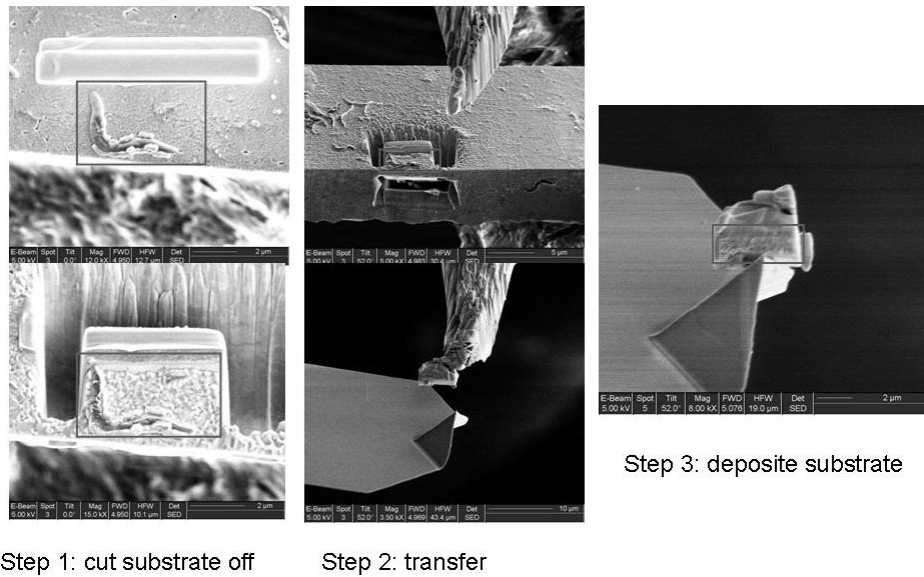 E-Beam Spot Tilt Mag FWD HFW Det 2 µm
5.00 kV 3 0.0° 12.0 kX 4.950 12.7 µm SED
E-Beam Spot Tilt Mag FWD HFW Det 5 µm
5.00 kV 3 52.0° 5.00 kX 4.983 30.4 µm SED
E-Beam Spot Tilt Mag FWD HFW Det 2 µm
5.00 kV 5 52.0° 8.00 kX 5.076 19.0 µm SED
E-Beam Spot Tilt Mag FWD HFW Det 2 µm
5.00 kV 3 0.0° 15.0 kX 4.950 10.1 µm SED
E-Beam Spot Tilt Mag FWD HFW Det 10 µm
5.00 kV 3 52.0° 3.50 kX 4.969 43.4 µm SED
Step 3: deposite substrate
Step 1: cut substrate off
Step 2: transfer